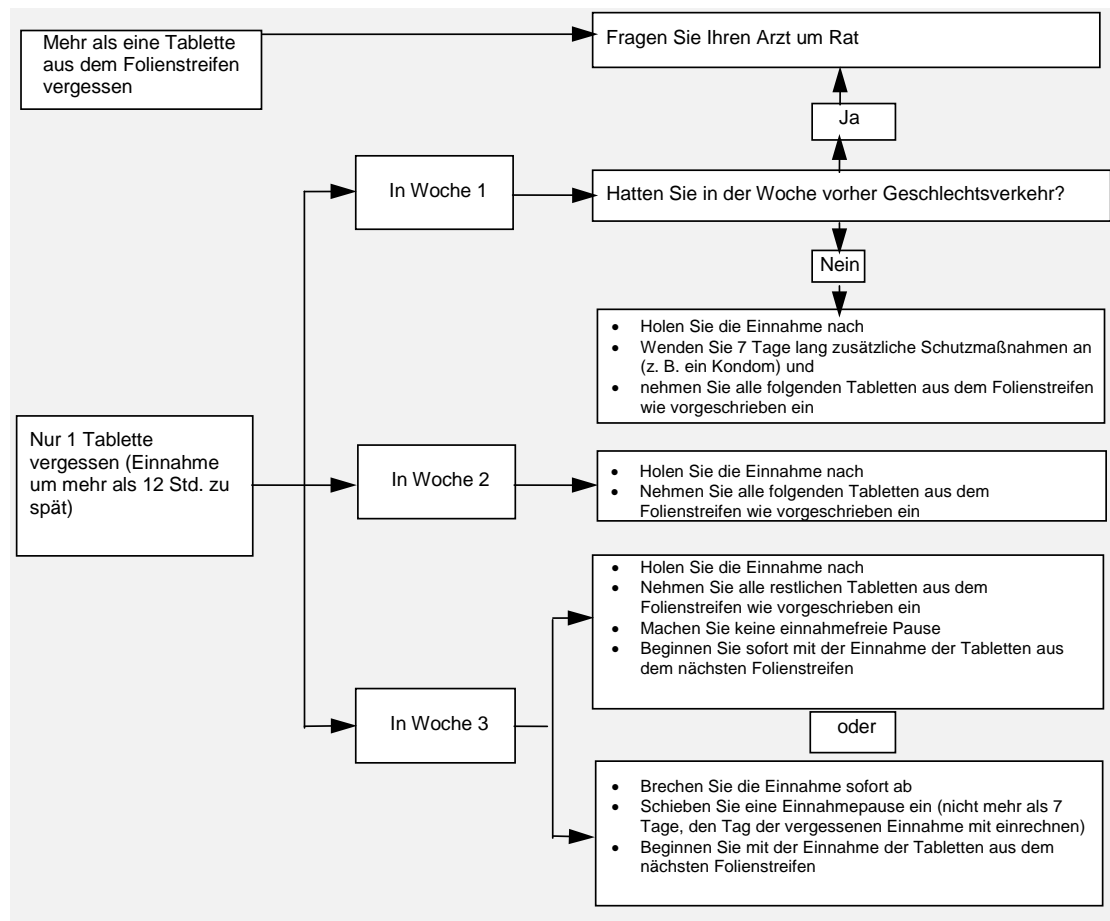 Mehr als eine Tablette
aus dem Folienstreifen
vergessen
Fragen Sie Ihren Arzt um Rat
Ja
In Woche 1
Hatten Sie in der Woche vorher Geschlechtsverkehr?
Nein
• Holen Sie die Einnahme nach
• Wenden Sie 7 Tage lang zusätzliche Schutzmaßnahmen an
(z. B. ein Kondom) und
• nehmen Sie alle folgenden Tabletten aus dem Folienstreifen
wie vorgeschrieben ein
Nur 1 Tablette
vergessen (Einnahme
um mehr als 12 Std. zu
spät)
In Woche 2
• Holen Sie die Einnahme nach
• Nehmen Sie alle folgenden Tabletten aus dem
Folienstreifen wie vorgeschrieben ein
In Woche 3
• Holen Sie die Einnahme nach
• Nehmen Sie alle restlichen Tabletten aus dem
Folienstreifen wie vorgeschrieben ein
• Machen Sie keine einnahmefreie Pause
• Beginnen Sie sofort mit der Einnahme der Tabletten aus
dem nächsten Folienstreifen
oder
• Brechen Sie die Einnahme sofort ab
• Schieben Sie eine Einnahmepause ein (nicht mehr als 7
Tage, den Tag der vergessenen Einnahme mit einrechnen)
• Beginnen Sie mit der Einnahme der Tabletten aus dem
nächsten Folienstreifen